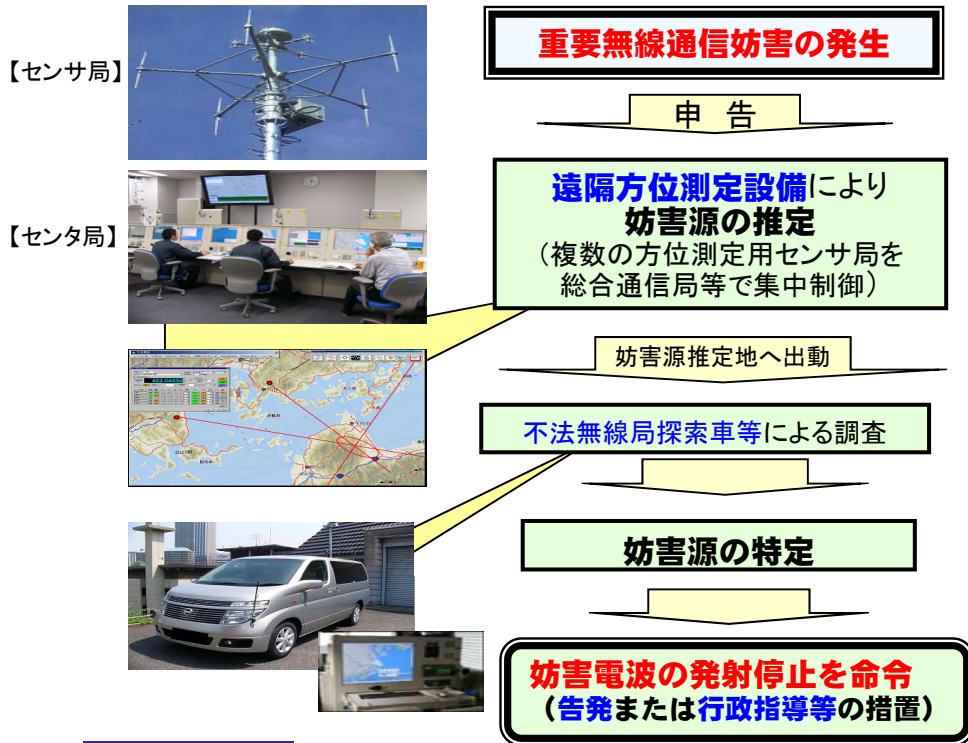 【センサ局】
重要無線通信妨害の発生
申 告
遠隔方位測定設備により
妨害源の推定
（複数の方位測定用センサ局を
総合通信局等で集中制御）
【センタ局】
妨害源推定地へ出動
不法無線局探索車等による調査
妨害源の特定
妨害電波の発射停止を命令
（告発または行政指導等の措置）